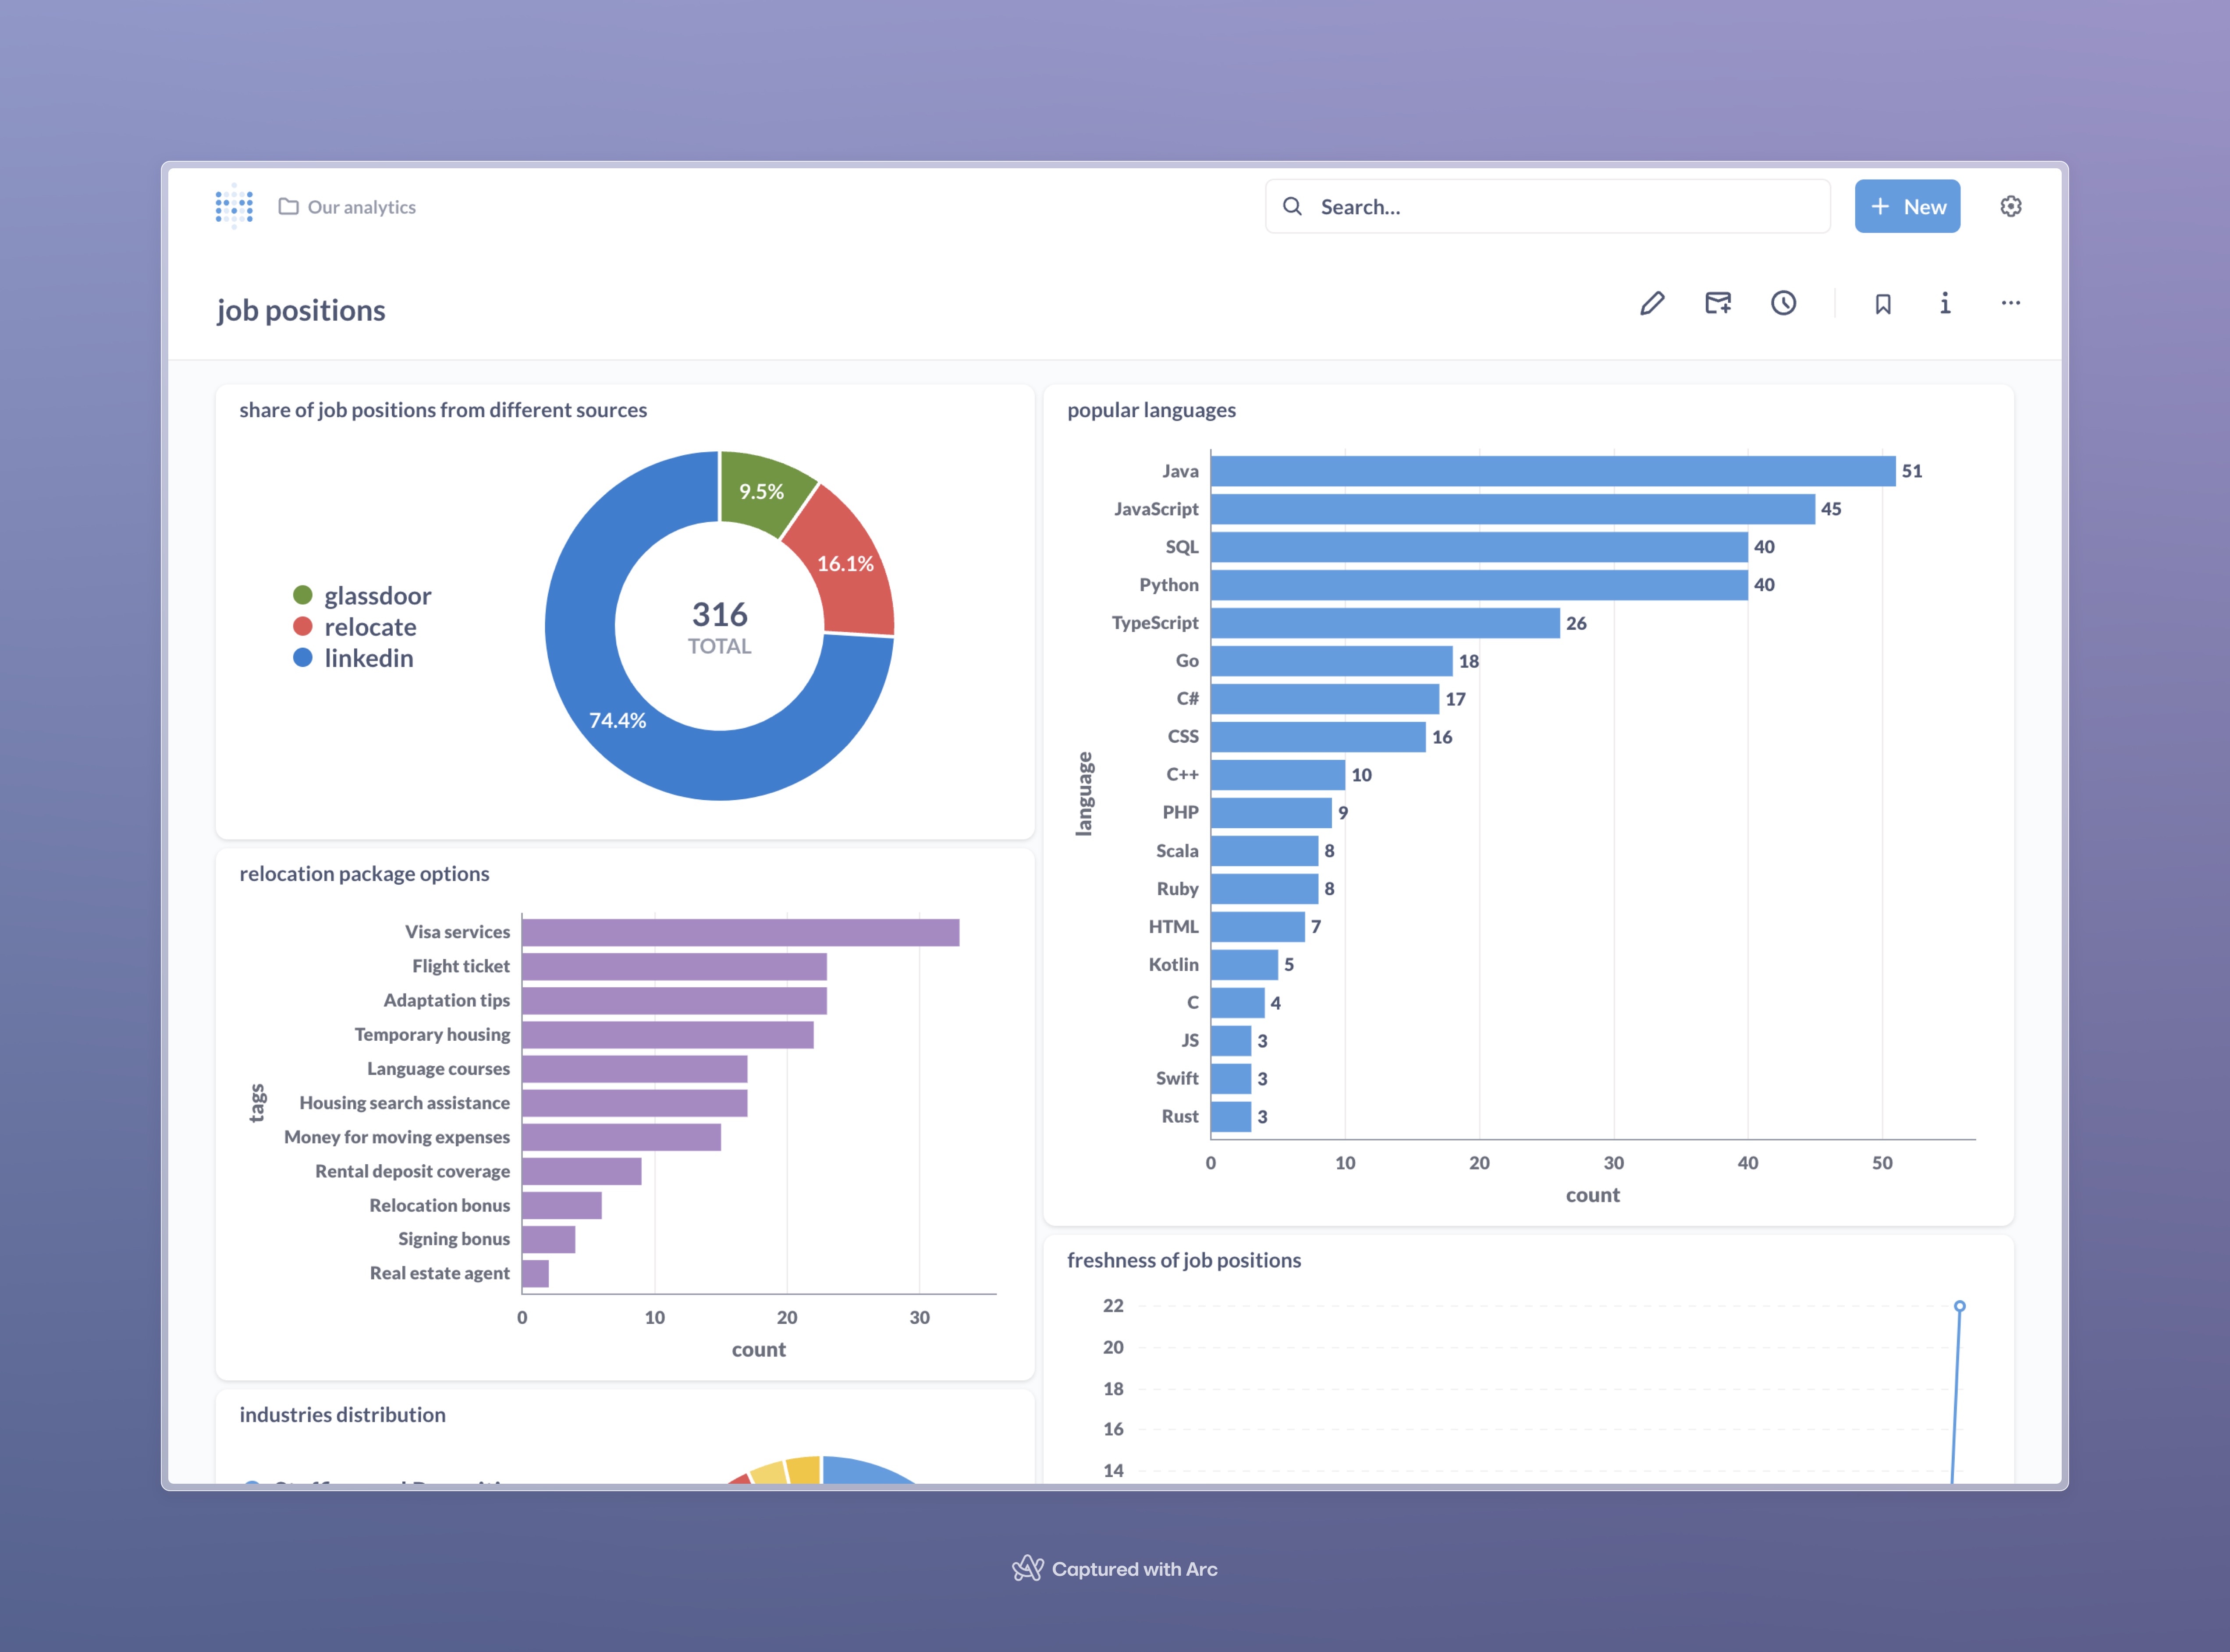 Our analytics
Search...
New
job positions
share of job positions from different sources
glassdoor
relocate
linkedin
9.5%
16.1%
74.4%
316
TOTAL
popular languages
language
Java 51
JavaScript 45
SQL 40
Python 40
TypeScript 26
Go 18
C# 17
CSS 16
C++ 10
PHP 9
Scala 8
Ruby 8
HTML 7
Kotlin 5
C 4
JS 3
Swift 3
Rust 3
0 10 20 30 40 50
count
relocation package options
tags
Visa services
Flight ticket
Adaptation tips
Temporary housing
Language courses
Housing search assistance
Money for moving expenses
Rental deposit coverage
Relocation bonus
Signing bonus
Real estate agent
0 10 20 30
count
freshness of job positions
22
20
18
16
14
industries distribution
Captured with Arc